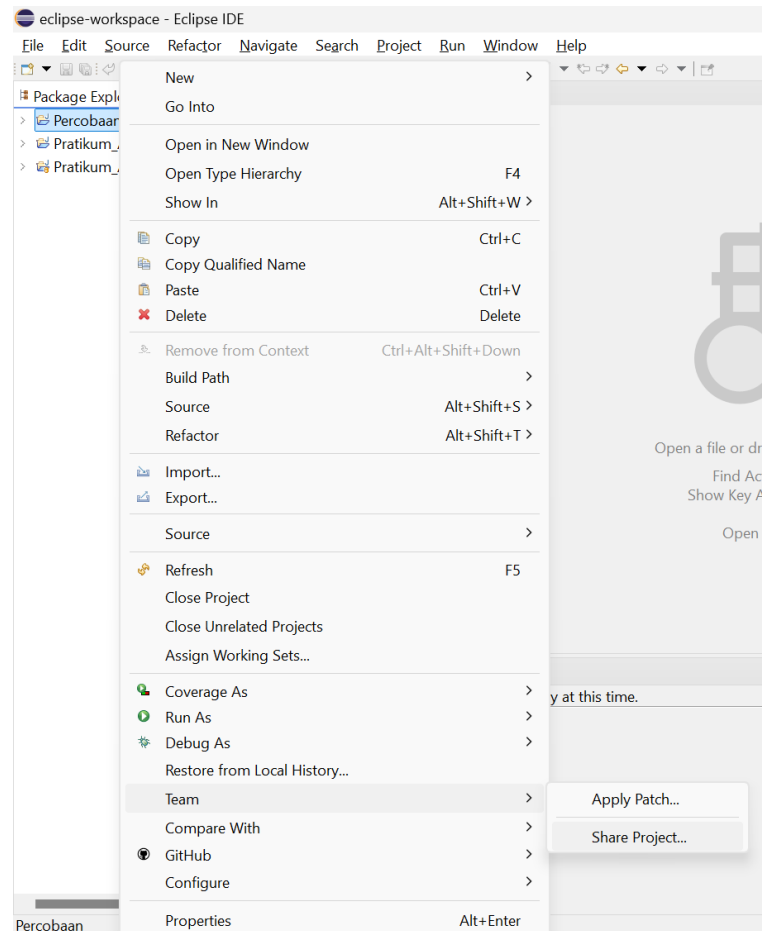 eclipse-workspace - Eclipse IDE
File Edit Source Refactor Navigate Search Project Run Window Help
Package Expl
Percobaan
Pratikum_
Pratikum_
New
Go Into
Open in New Window
Open Type Hierarchy F4
Show In Alt+Shift+W
Copy Ctrl+C
Copy Qualified Name
Paste Ctrl+V
Delete Delete
Remove from Context Ctrl+Alt+Shift+Down
Build Path
Source Alt+Shift+S
Refactor Alt+Shift+T
Import...
Export...
Source
Refresh F5
Close Project
Close Unrelated Projects
Assign Working Sets...
Coverage As
Run As
Debug As
Restore from Local History...
Team
Compare With
GitHub
Configure
Properties Alt+Enter
Apply Patch...
Share Project...
Open a file or dr
Find Ac
Show Key A
Open
y at this time.
Percobaan